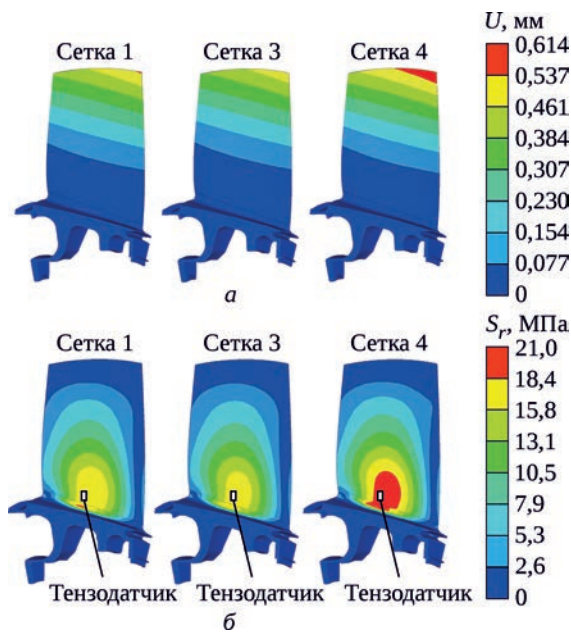 U, мм
Сетка 1
Сетка 3
Сетка 4
0,614
0,537
0,461
0,384
0,307
0,230
0,154
0,077
0
а
Sr, МПа
Сетка 1
Сетка 3
Сетка 4
21,0
18,4
15,8
13,1
10,5
7,9
5,3
2,6
0
Тензодатчик
Тензодатчик
Тензодатчик
б